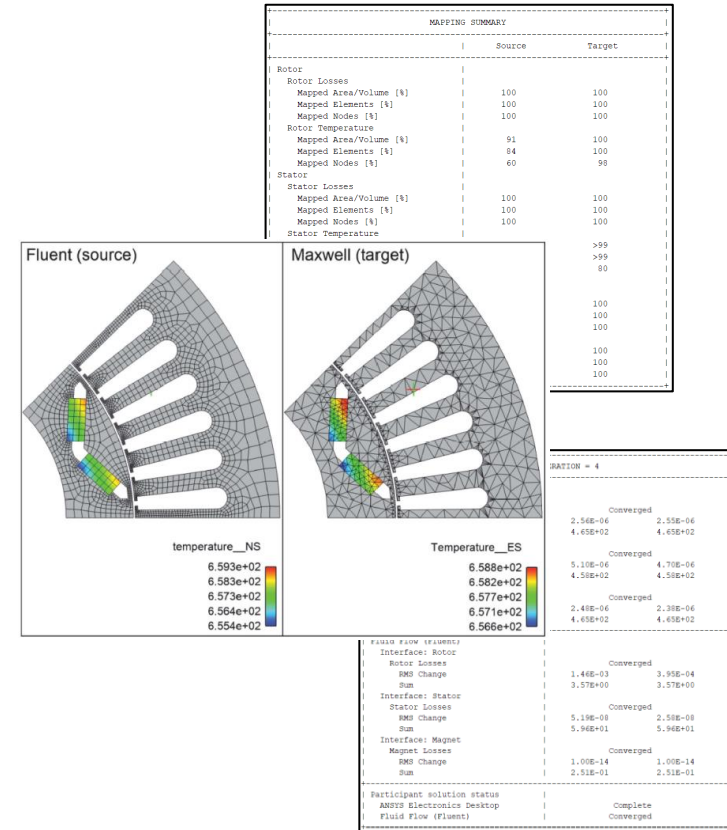 MAPPING SUMMARY
Source Target
Rotor
Rotor Losses
Mapped Area/Volume [%] 100 100
Mapped Elements [%] 100 100
Mapped Nodes [%] 100 100
Rotor Temperature
Mapped Area/Volume [%] 91 100
Mapped Elements [%] 84 100
Mapped Nodes [%] 60 98
Stator
Stator Losses
Mapped Area/Volume [%] 100 100
Mapped Elements [%] 100 100
Mapped Nodes [%] 100 100
Stator Temperature
>99
>99
80
100
100
100
100
100
100
Fluent (source)
Maxwell (target)
temperature__NS
6.593e+02
6.583e+02
6.573e+02
6.564e+02
6.554e+02
Temperature_ES
6.588e+02
6.582e+02
6.577e+02
6.571e+02
6.566e+02
RATION = 4
Converged
2.56E-06 2.55E-06
4.65E+02 4.65E+02
Converged
5.10E-06 4.70E-06
4.58E+02 4.58E+02
Converged
2.48E-06 2.38E-06
4.65E+02 4.65E+02
Fluid Flow (Fluent)
Interface: Rotor
Rotor Losses Converged
RMS Change 1.46E-03 3.95E-04
Sum 3.57E+00 3.57E+00
Interface: Stator
Stator Losses Converged
RMS Change 5.19E-08 2.58E-08
Sum 5.96E+01 5.96E+01
Interface: Magnet
Magnet Losses Converged
RMS Change 1.00E-14 1.00E-14
Sum 2.51E-01 2.51E-01
Participant solution status
ANSYS Electronics Desktop Complete
Fluid Flow (Fluent) Converged